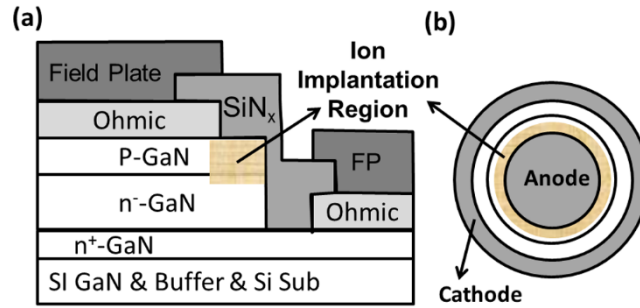 (a)
Field Plate
SiNₓ
Ohmic
P-GaN
n⁻-GaN
n⁺-GaN
SI GaN & Buffer & Si Sub
FP
Ohmic
Ion
Implantation
Region
(b)
Anode
Cathode